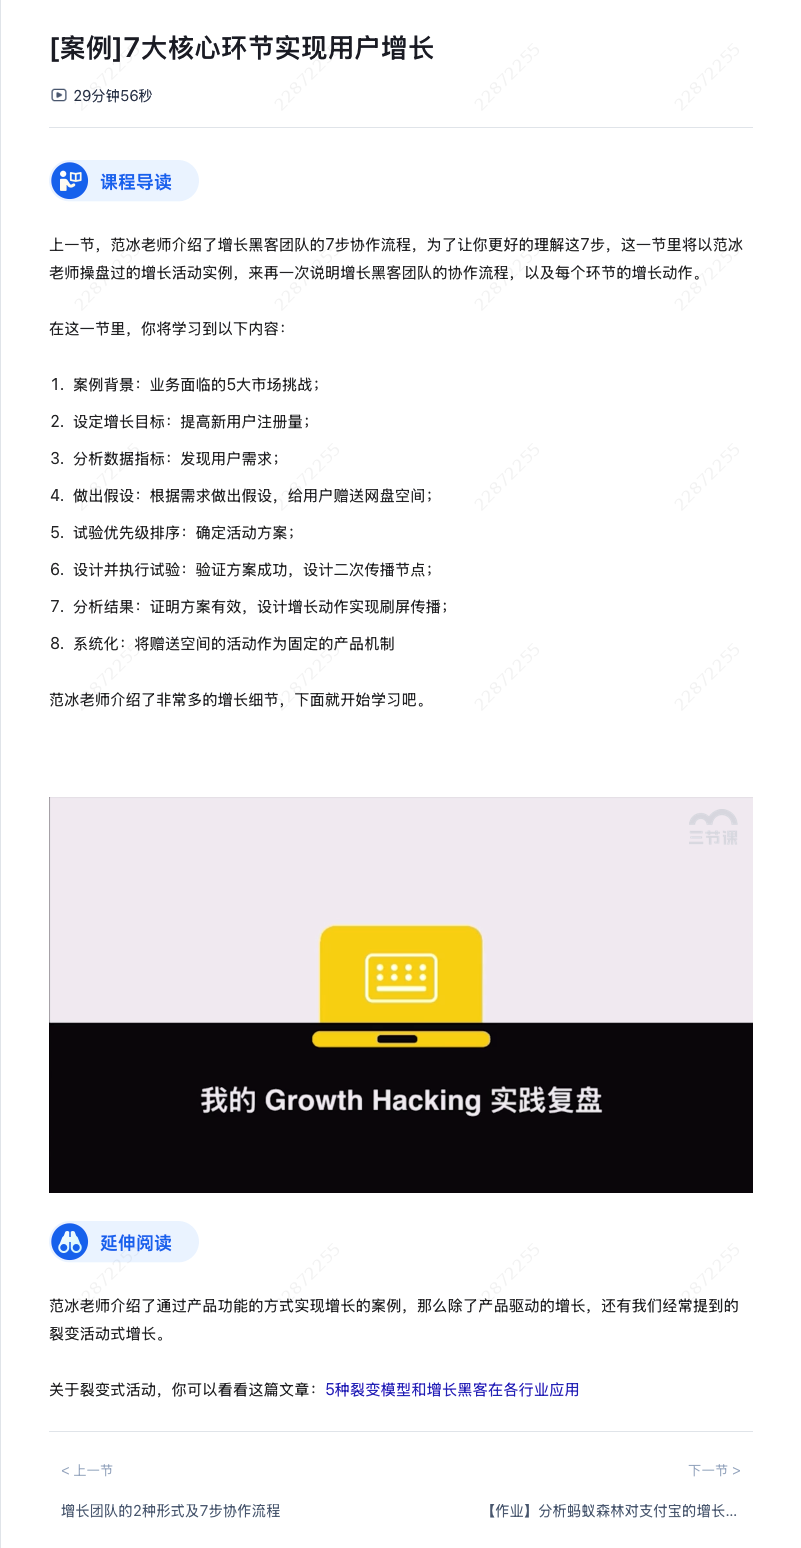 [案例]7大核心环节实现用户增长
29分钟56秒
课程导读
上一节，范冰老师介绍了增长黑客团队的7步协作流程，为了让你更好的理解这7步，这一节里将以范冰
老师操盘过的增长活动实例，来再一次说明增长黑客团队的协作流程，以及每个环节的增长动作。
在这一节里，你将学习到以下内容：
1. 案例背景：业务面临的5大市场挑战；
2. 设定增长目标：提高新用户注册量；
3. 分析数据指标：发现用户需求；
4. 做出假设：根据需求做出假设，给用户赠送网盘空间；
5. 试验优先级排序：确定活动方案；
6. 设计并执行试验：验证方案成功，设计二次传播节点；
7. 分析结果：证明方案有效，设计增长动作实现刷屏传播；
8. 系统化：将赠送空间的活动作为固定的产品机制
范冰老师介绍了非常多的增长细节，下面就开始学习吧。
三节课
我的 Growth Hacking 实践复盘
延伸阅读
范冰老师介绍了通过产品功能的方式实现增长的案例，那么除了产品驱动的增长，还有我们经常提到的
裂变活动式增长。
关于裂变式活动，你可以看看这篇文章：5种裂变模型和增长黑客在各行业应用
< 上一节
下一节 >
增长团队的2种形式及7步协作流程
【作业】分析蚂蚁森林对支付宝的增长...
22872255